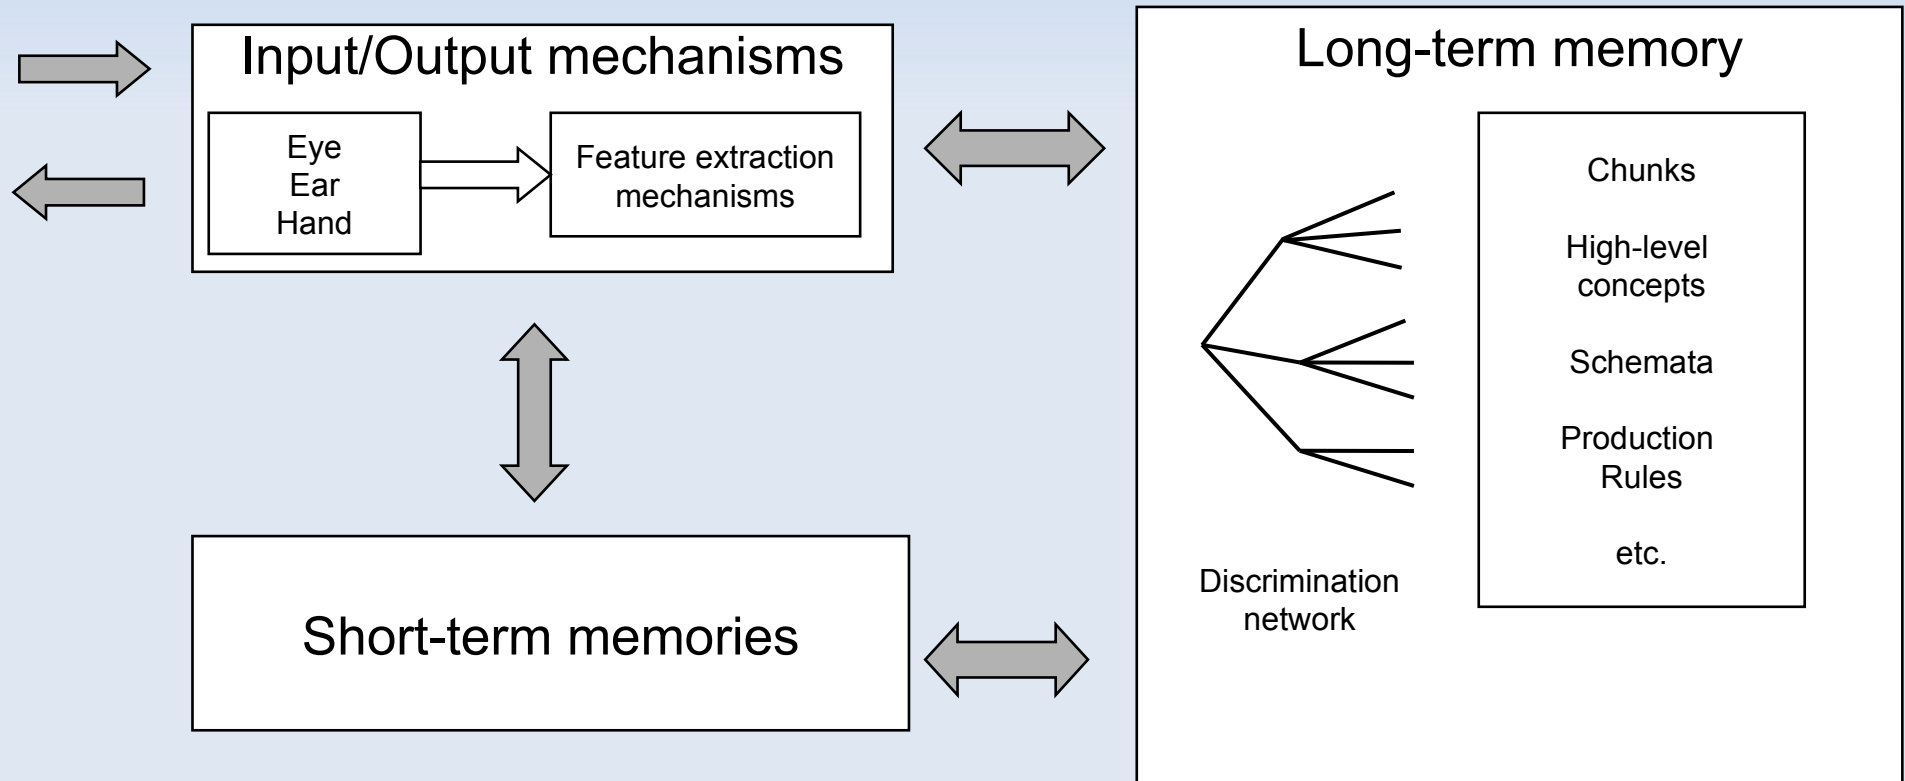 Input/Output mechanisms
Eye
Ear
Hand
Feature extraction
mechanisms
Short-term memories
Long-term memory
Discrimination
network
Chunks
High-level
concepts
Schemata
Production
Rules
etc.